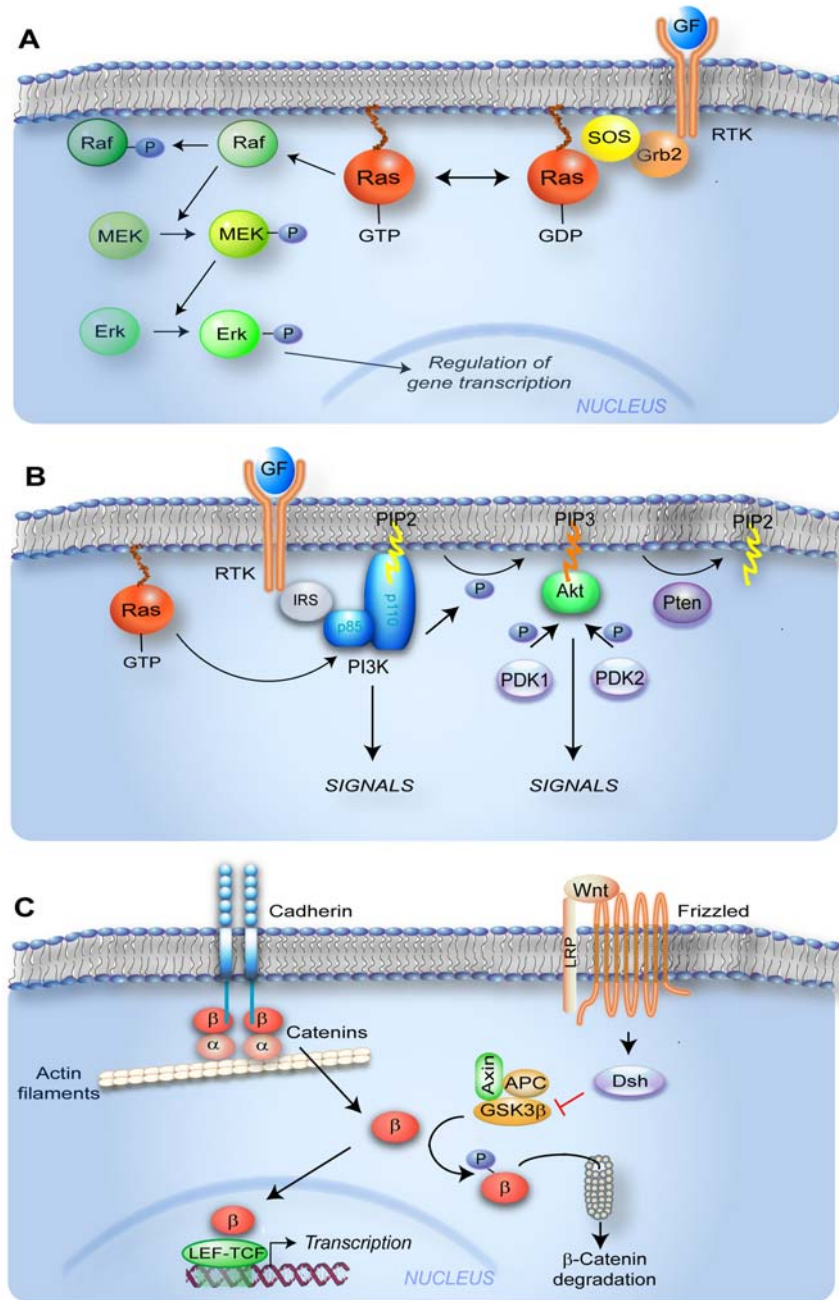 A
GF
RTK
SOS
Grb2
Raf
P
Raf
Ras
Ras
GTP
GDP
MEK
MEK
P
Erk
Erk
P
Regulation of
gene transcription
NUCLEUS
B
GF
PIP2
PIP3
PIP2
RTK
IRS
p85
p110
PI3K
P
Akt
Pten
Ras
GTP
P
P
PDK1
PDK2
SIGNALS
SIGNALS
C
Cadherin
Wnt
Frizzled
LRP
β
β
Catenins
α
α
Actin
filaments
Axin
APC
GSK3β
Dsh
β
P
β
β
LEF-TCF
Transcription
NUCLEUS
β-Catenin
degradation